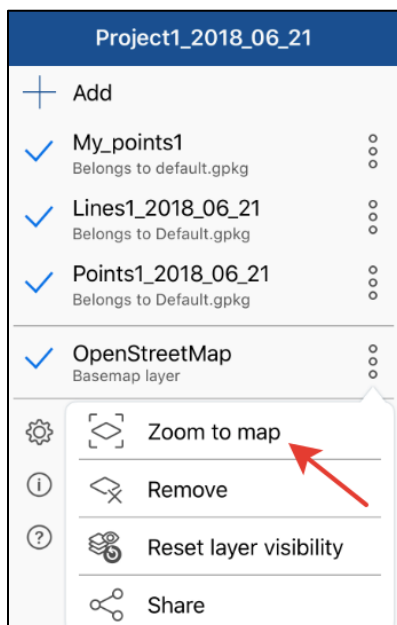 Project1_2018_06_21
Add
My_points1
Belongs to default.gpkg
Lines1_2018_06_21
Belongs to Default.gpkg
Points1_2018_06_21
Belongs to Default.gpkg
OpenStreetMap
Basemap layer
Zoom to map
Remove
Reset layer visibility
Share